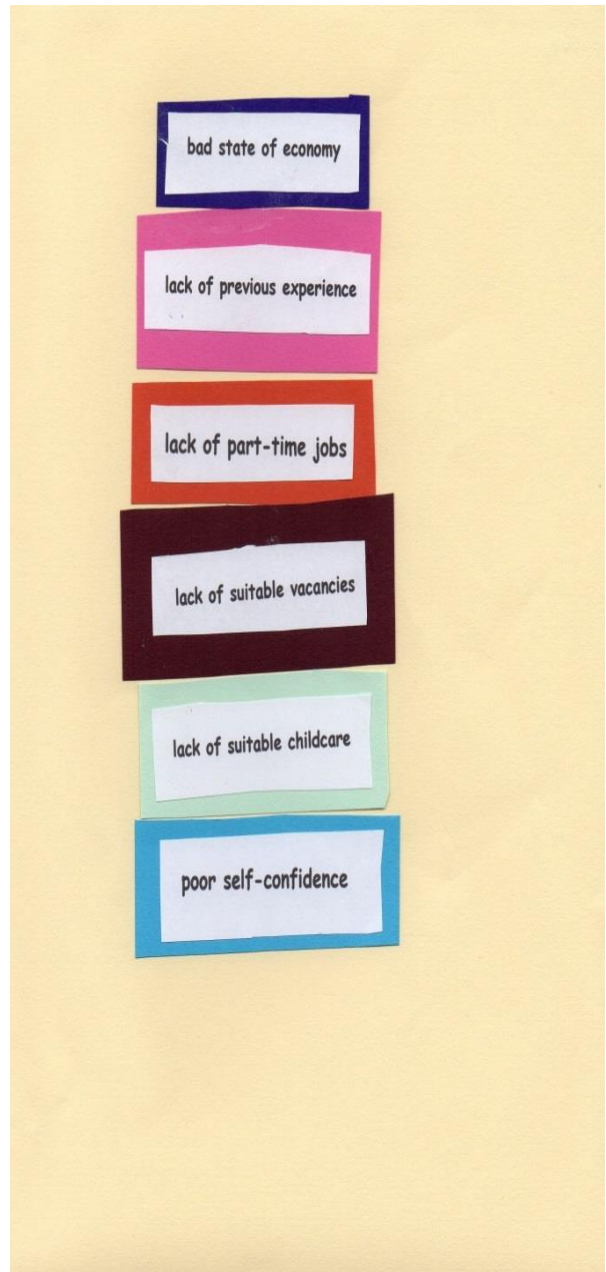 bad state of economy
lack of previous experience
lack of part-time jobs
lack of suitable vacancies
lack of suitable childcare
poor self-confidence